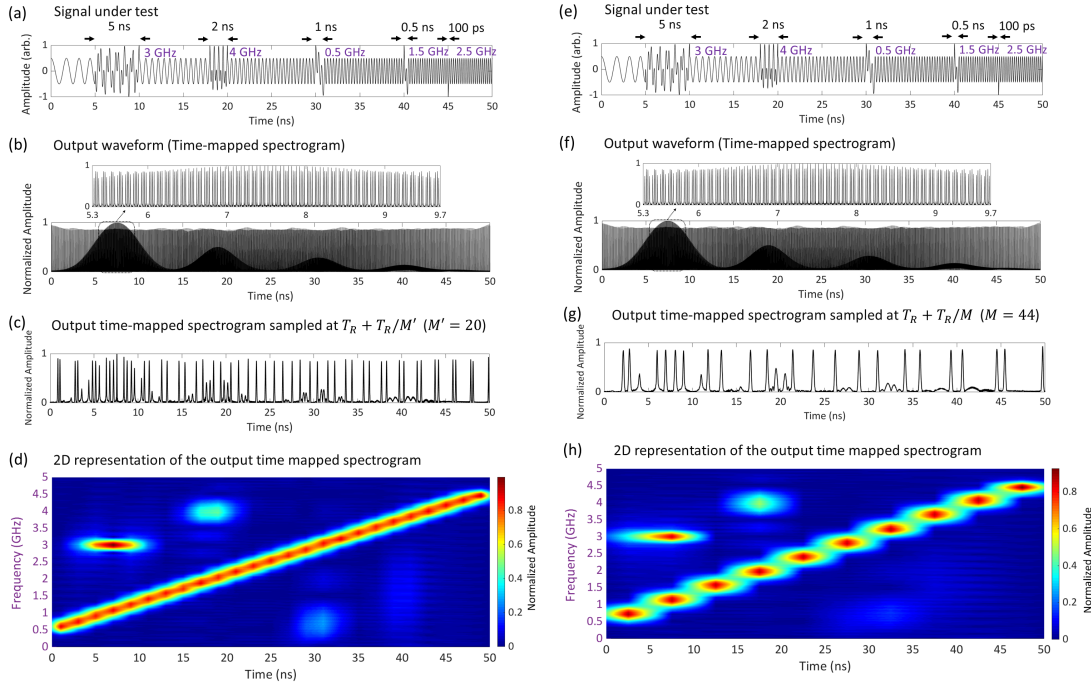 (a)
Signal under test
5 ns
2 ns
1 ns
0.5 ns
100 ps
3 GHz
4 GHz
0.5 GHz
1.5 GHz
2.5 GHz
Amplitude (arb.)
1
0
-1
0 5 10 15 20 25 30 35 40 45 50
Time (ns)
(b)
Output waveform (Time-mapped spectrogram)
1
0
5.3 6 7 8 9 9.7
Normalized Amplitude
1
0
0 5 10 15 20 25 30 35 40 45 50
Time (ns)
(c)
Output time-mapped spectrogram sampled at T_R + T_R/M′ (M′ = 20)
Normalized Amplitude
1
0
0 5 10 15 20 25 30 35 40 45 50
Time (ns)
(d)
2D representation of the output time mapped spectrogram
Frequency (GHz)
5
4.5
4
3.5
3
2.5
2
1.5
1
0.5
0
0 5 10 15 20 25 30 35 40 45 50
Time (ns)
0.8
0.6
0.4
0.2
0
Normalized Amplitude
(e)
Signal under test
5 ns
2 ns
1 ns
0.5 ns
100 ps
3 GHz
4 GHz
0.5 GHz
1.5 GHz
2.5 GHz
Amplitude (arb.)
1
0
-1
0 5 10 15 20 25 30 35 40 45 50
Time (ns)
(f)
Output waveform (Time-mapped spectrogram)
1
0
5.3 6 7 8 9 9.7
Normalized Amplitude
1
0
0 5 10 15 20 25 30 35 40 45 50
Time (ns)
(g)
Output time-mapped spectrogram sampled at T_R + T_R/M (M = 44)
Normalized Amplitude
1
0
0 5 10 15 20 25 30 35 40 45 50
Time (ns)
(h)
2D representation of the output time mapped spectrogram
Frequency (GHz)
5
4.5
4
3.5
3
2.5
2
1.5
1
0.5
0
0 5 10 15 20 25 30 35 40 45 50
Time (ns)
0.8
0.6
0.4
0.2
0
Normalized Amplitude